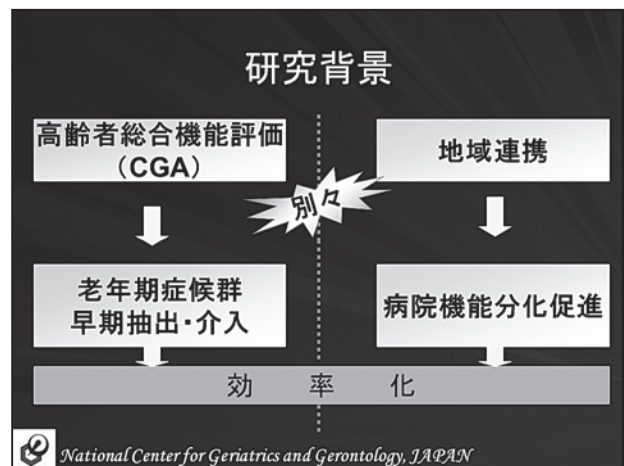 研究背景
高齢者総合機能評価
（CGA）
地域連携
別々
老年期症候群
早期抽出・介入
病院機能分化促進
効率化
National Center for Geriatrics and Gerontology, JAPAN